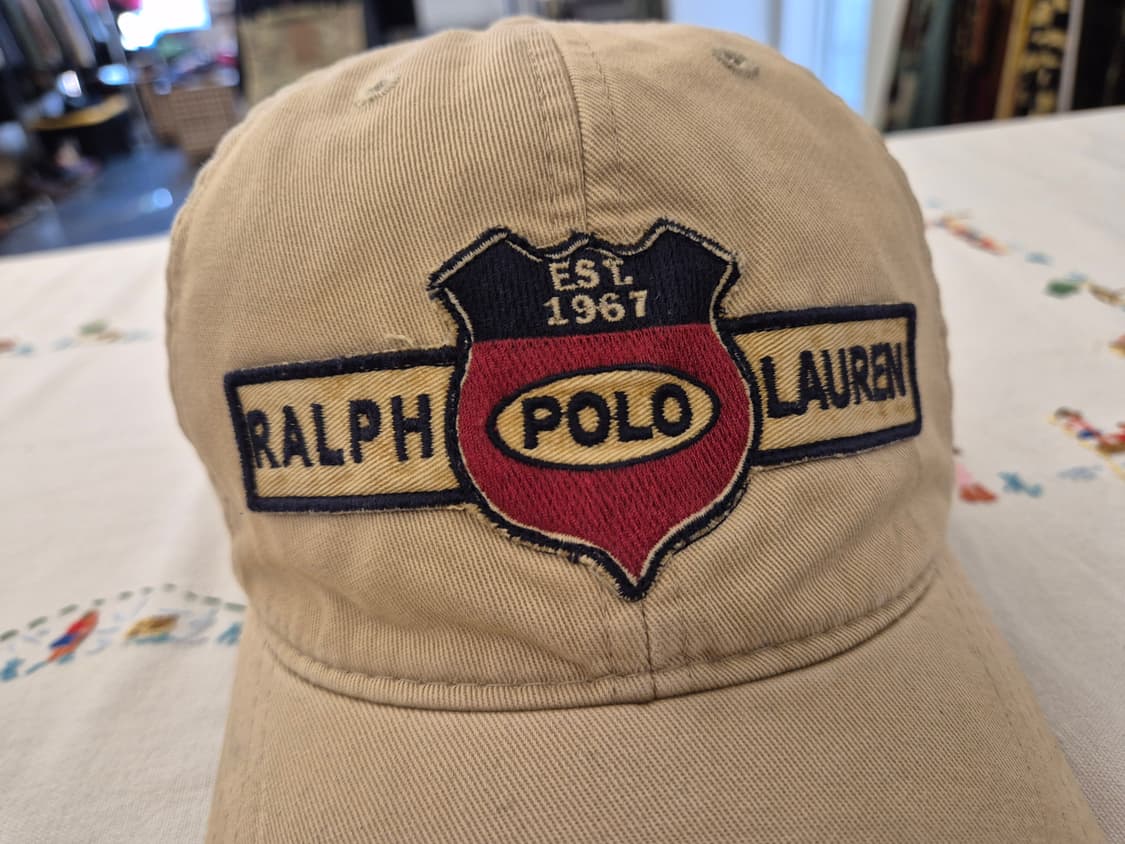 EST.
1967
RALPH POLO LAUREN